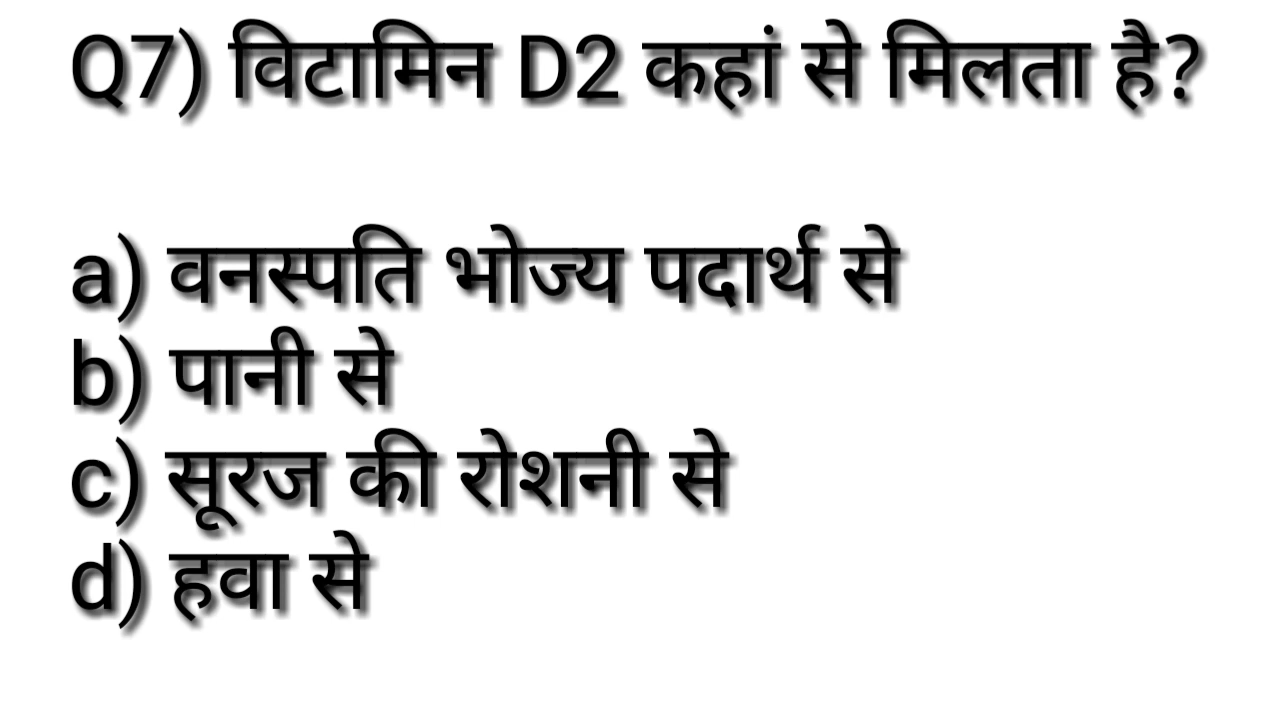 Q7) विटामिन D2 कहां से मिलता है?
a) वनस्पति भोज्य पदार्थ से
b) पानी से
c) सूरज की रोशनी से
d) हवा से